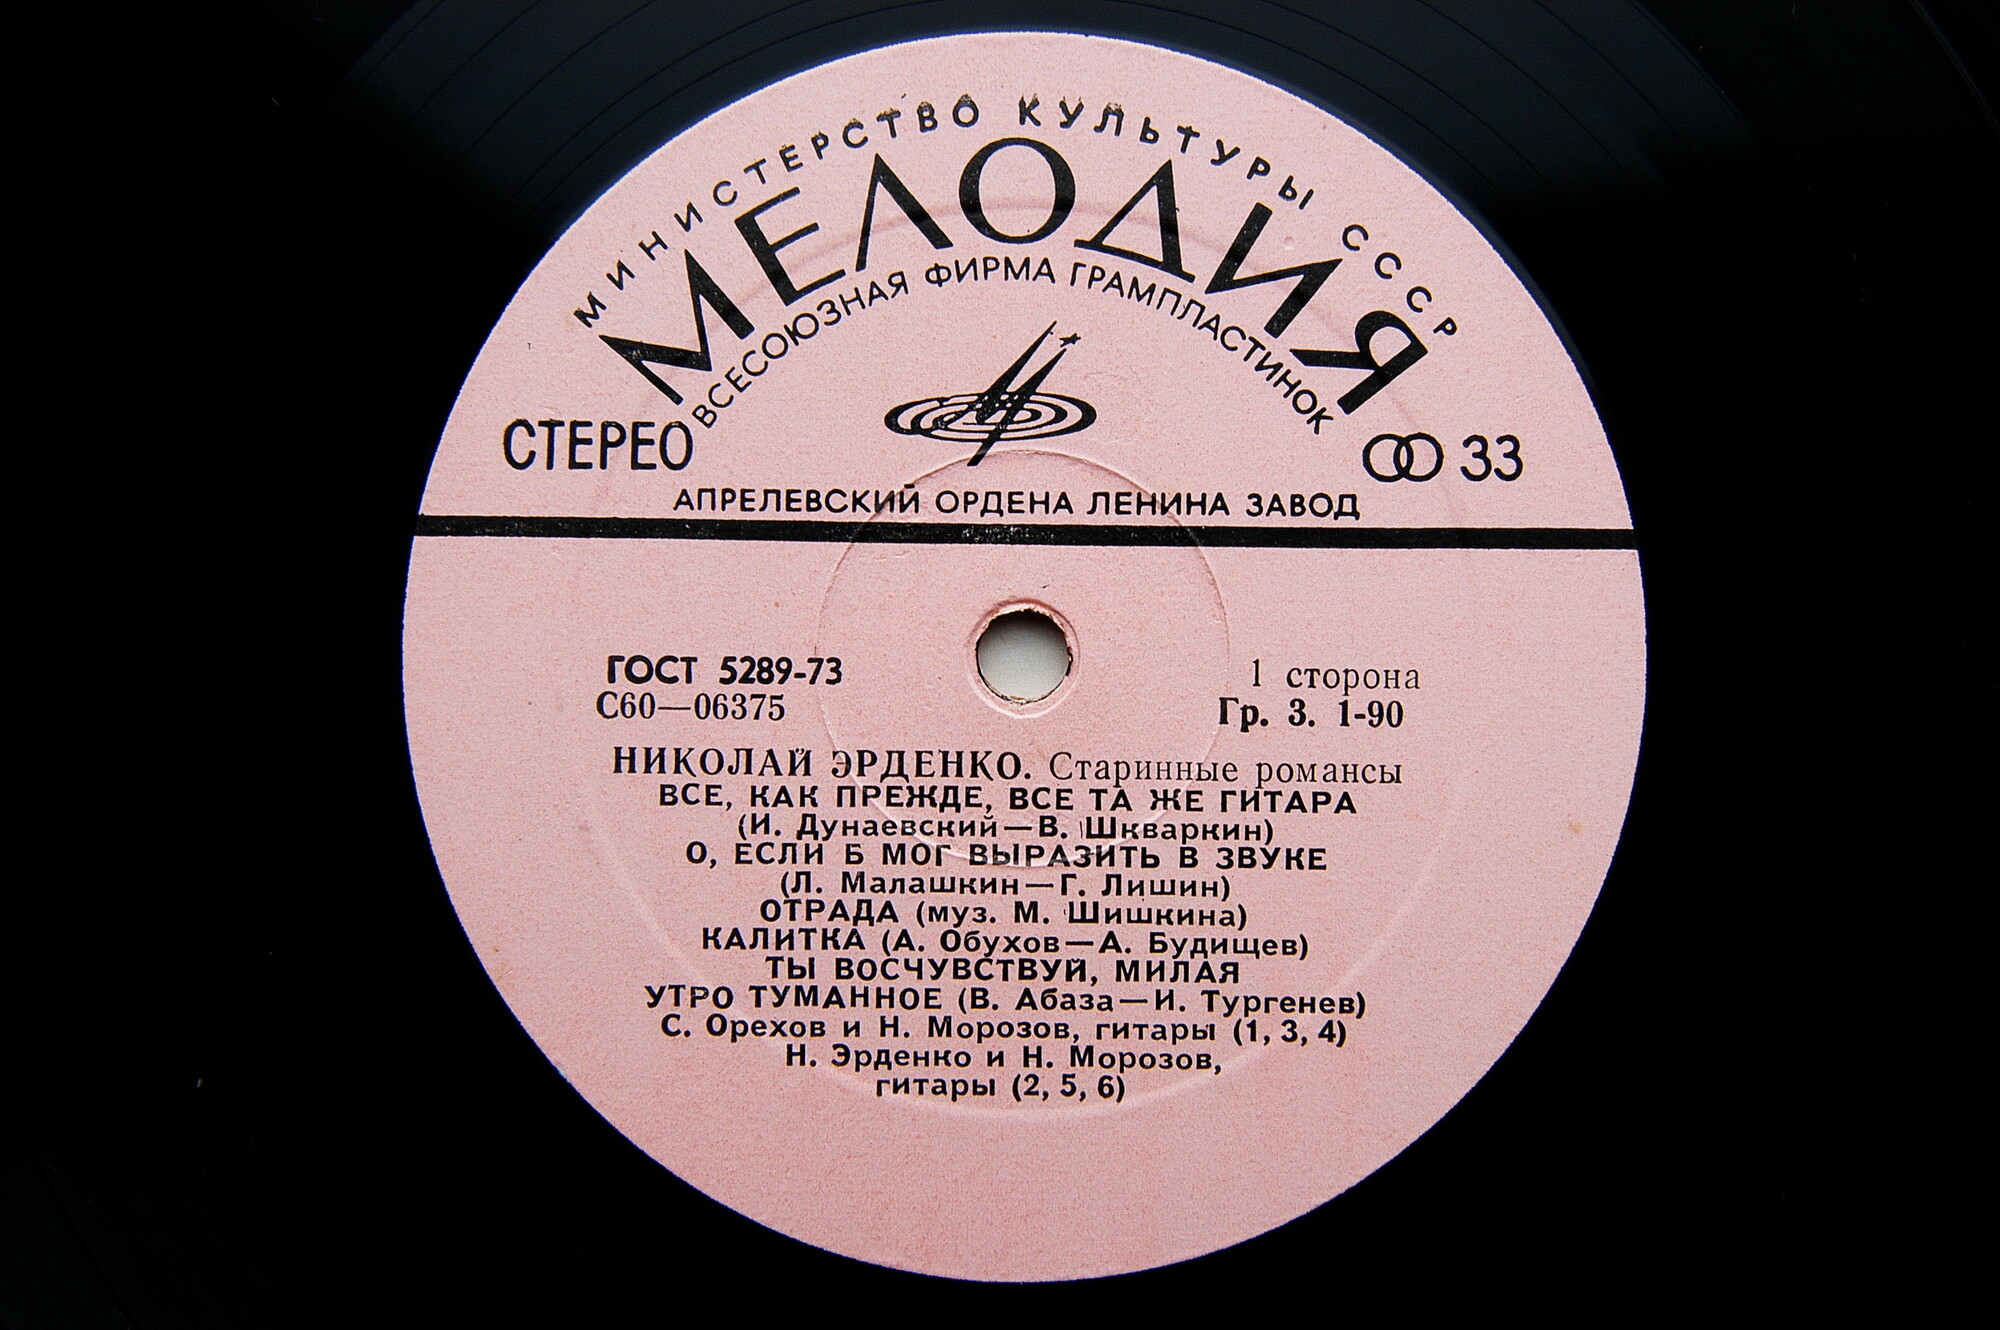 МИНИСТЕРСТВО КУЛЬТУРЫ СССР
МЕЛОДИЯ
ВСЕСОЮЗНАЯ ФИРМА ГРАМПЛАСТИНОК
СТЕРЕО
33
АПРЕЛЕВСКИЙ ОРДЕНА ЛЕНИНА ЗАВОД
ГОСТ 5289-73
1 сторона
С60—06375
Гр. 3. 1-90
НИКОЛАЙ ЭРДЕНКО. Старинные романсы
ВСЕ, КАК ПРЕЖДЕ, ВСЕ ТА ЖЕ ГИТАРА
(И. Дунаевский—В. Шкваркин)
О, ЕСЛИ Б МОГ ВЫРАЗИТЬ В ЗВУКЕ
(Л. Малашкин—Г. Лишин)
ОТРАДА (муз. М. Шишкина)
КАЛИТКА (А. Обухов—А. Будищев)
ТЫ ВОСЧУВСТВУЙ, МИЛАЯ
УТРО ТУМАННОЕ (В. Абаза—И. Тургенев)
С. Орехов и Н. Морозов, гитары (1, 3, 4)
Н. Эрденко и Н. Морозов,
гитары (2, 5, 6)